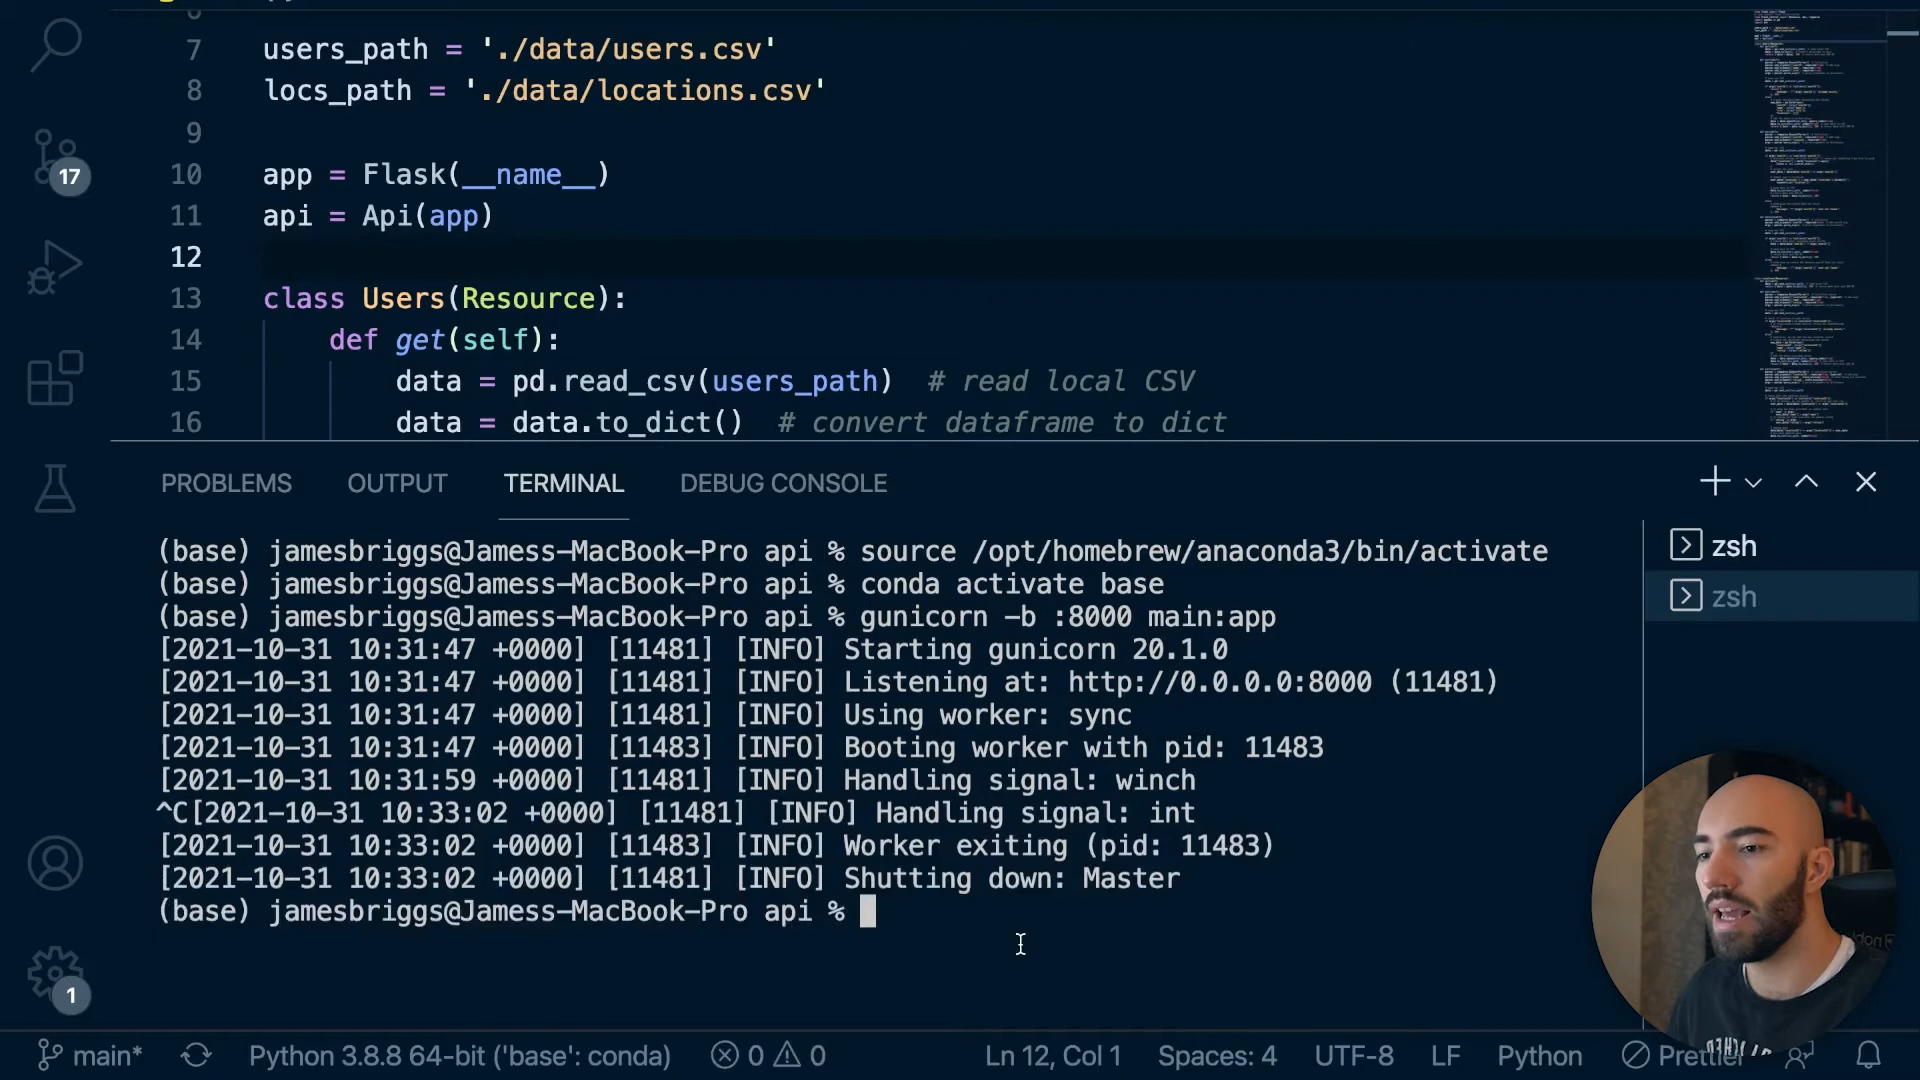 7 users_path = './data/users.csv'
8 locs_path = './data/locations.csv'
9
10 app = Flask(__name__)
11 api = Api(app)
12
13 class Users(Resource):
14 def get(self):
15 data = pd.read_csv(users_path) # read local CSV
16 data = data.to_dict() # convert dataframe to dict
17
PROBLEMS OUTPUT TERMINAL DEBUG CONSOLE
(base) jamesbriggs@Jamess-MacBook-Pro api % source /opt/homebrew/anaconda3/bin/activate
(base) jamesbriggs@Jamess-MacBook-Pro api % conda activate base
(base) jamesbriggs@Jamess-MacBook-Pro api % gunicorn -b :8000 main:app
[2021-10-31 10:31:47 +0000] [11481] [INFO] Starting gunicorn 20.1.0
[2021-10-31 10:31:47 +0000] [11481] [INFO] Listening at: http://0.0.0.0:8000 (11481)
[2021-10-31 10:31:47 +0000] [11481] [INFO] Using worker: sync
[2021-10-31 10:31:47 +0000] [11483] [INFO] Booting worker with pid: 11483
[2021-10-31 10:31:59 +0000] [11481] [INFO] Handling signal: winch
^C[2021-10-31 10:33:02 +0000] [11481] [INFO] Handling signal: int
[2021-10-31 10:33:02 +0000] [11483] [INFO] Worker exiting (pid: 11483)
[2021-10-31 10:33:02 +0000] [11481] [INFO] Shutting down: Master
(base) jamesbriggs@Jamess-MacBook-Pro api %
zsh
zsh
1
main* Python 3.8.8 64-bit ('base': conda) 0 0 Ln 12, Col 1 Spaces: 4 UTF-8 LF Python